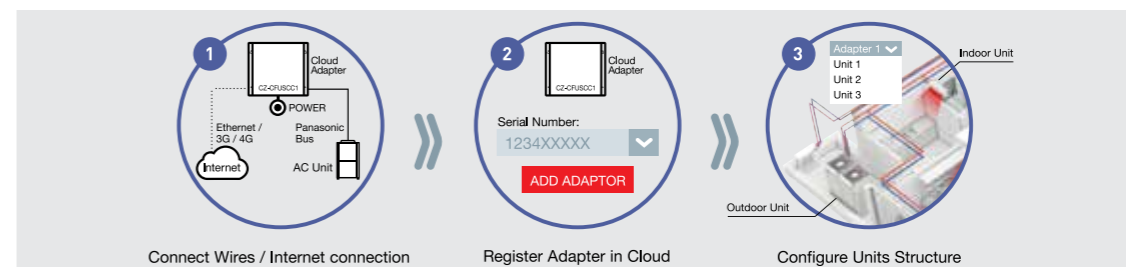 1
Cloud
Adapter
CZ-CFUSCC1
POWER
Ethernet /
3G / 4G
Panasonic
Bus
Internet
AC Unit
Connect Wires / Internet connection
2
Cloud
Adapter
CZ-CFUSCC1
Serial Number:
1234XXXXX
ADD ADAPTOR
Register Adapter in Cloud
3
Adapter 1
Unit 1
Unit 2
Unit 3
Indoor Unit
Outdoor Unit
Configure Units Structure